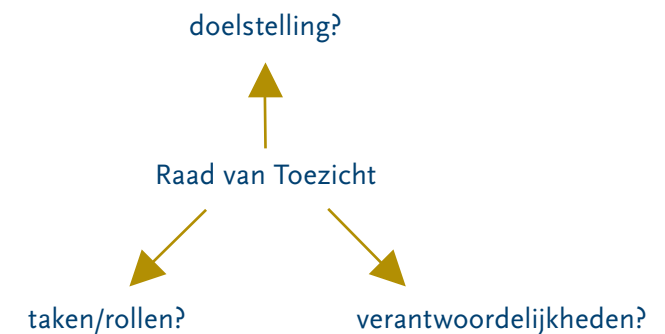 doelstelling?
Raad van Toezicht
taken/rollen?
verantwoordelijkheden?